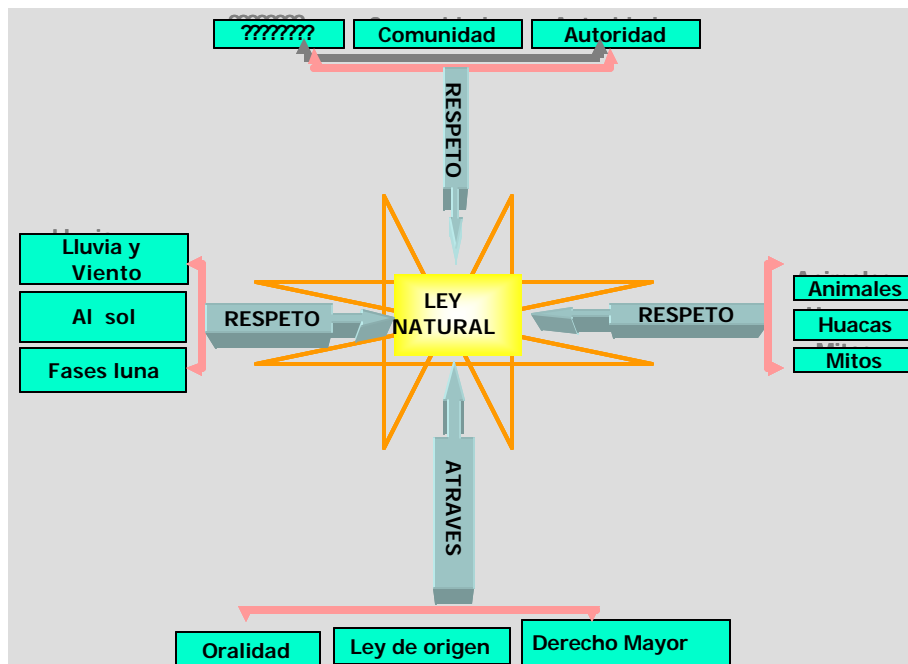 ????????
Comunidad
Autoridad
RESPETO
Lluvia y
Viento
Al sol
Fases luna
RESPETO
LEY
NATURAL
RESPETO
Animales
Huacas
Mitos
ATRAVES
Oralidad
Ley de origen
Derecho Mayor